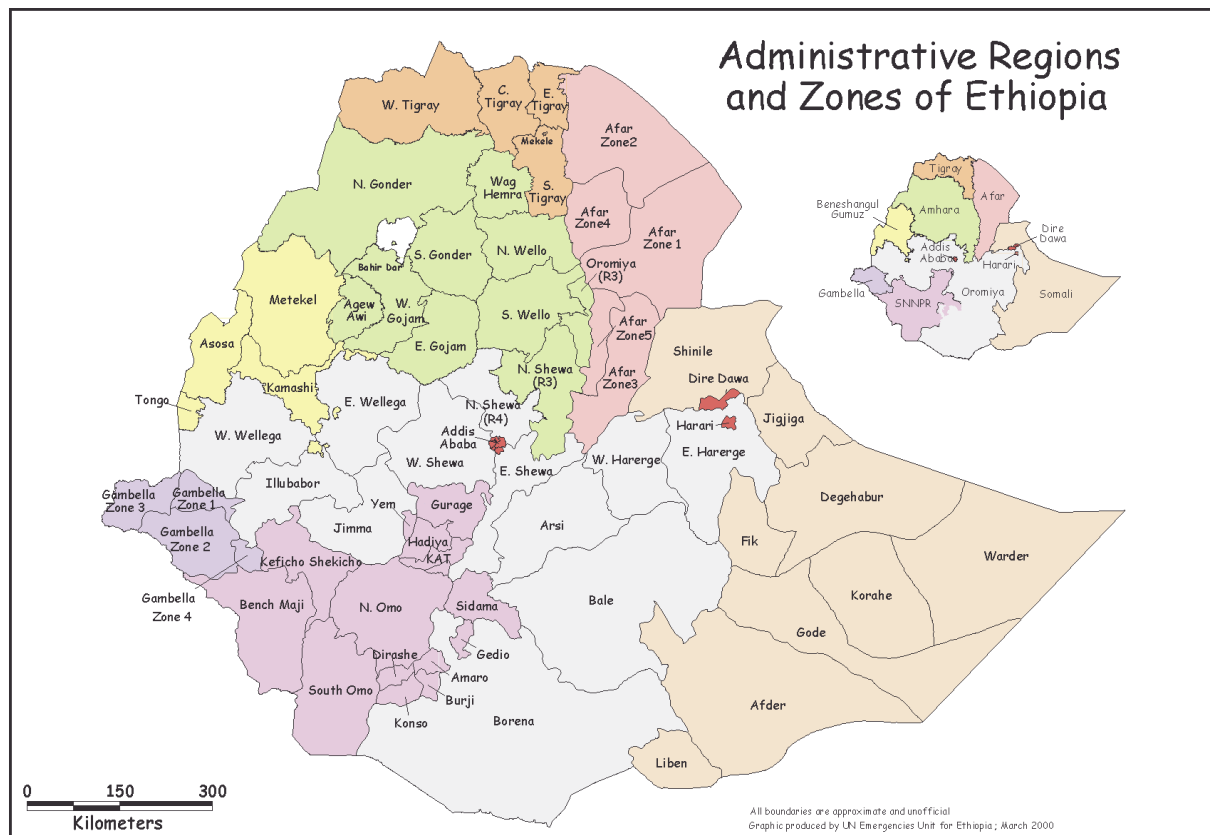 Administrative Regions
and Zones of Ethiopia
W. Tigray
C.
Tigray
E.
Tigray
Mekele
S.
Tigray
Afar
Zone2
N. Gonder
Wag
Hemra
Afar
Zone4
Afar
Zone 1
S. Gonder
N. Wello
Oromiya
(R3)
Bahir Dar
Metekel
Agew
Awi
W.
Gojam
S. Wello
Afar
Zone5
Asosa
E. Gojam
N. Shewa
(R3)
Afar
Zone3
Shinile
Kamashi
Dire Dawa
Tongo
E. Wellega
N. Shewa
(R4)
Jigjiga
W. Wellega
Addis
Ababa
Harari
W. Shewa
E. Shewa
W. Harerge
E. Harerge
Illubabor
Gambella
Zone 3
Gambella
Zone 1
Yem
Gurage
Degehabur
Gambella
Zone 2
Jimma
Hadiya
KAT
Arsi
Fik
Warder
Keficho Shekicho
Gambella
Zone 4
Bench Maji
N. Omo
Sidama
Bale
Korahe
Gode
Dirashe
Gedio
Amaro
South Omo
Burji
Konso
Borena
Afder
Liben
Tigray
Afar
Beneshangul
Gumuz
Amhara
Dire
Dawa
Addis
Ababa
Harari
Gambella
SNNPR
Oromiya
Somali
0 150 300
Kilometers
All boundaries are approximate and unofficial
Graphic produced by UN Emergencies Unit for Ethiopia ; March 2000